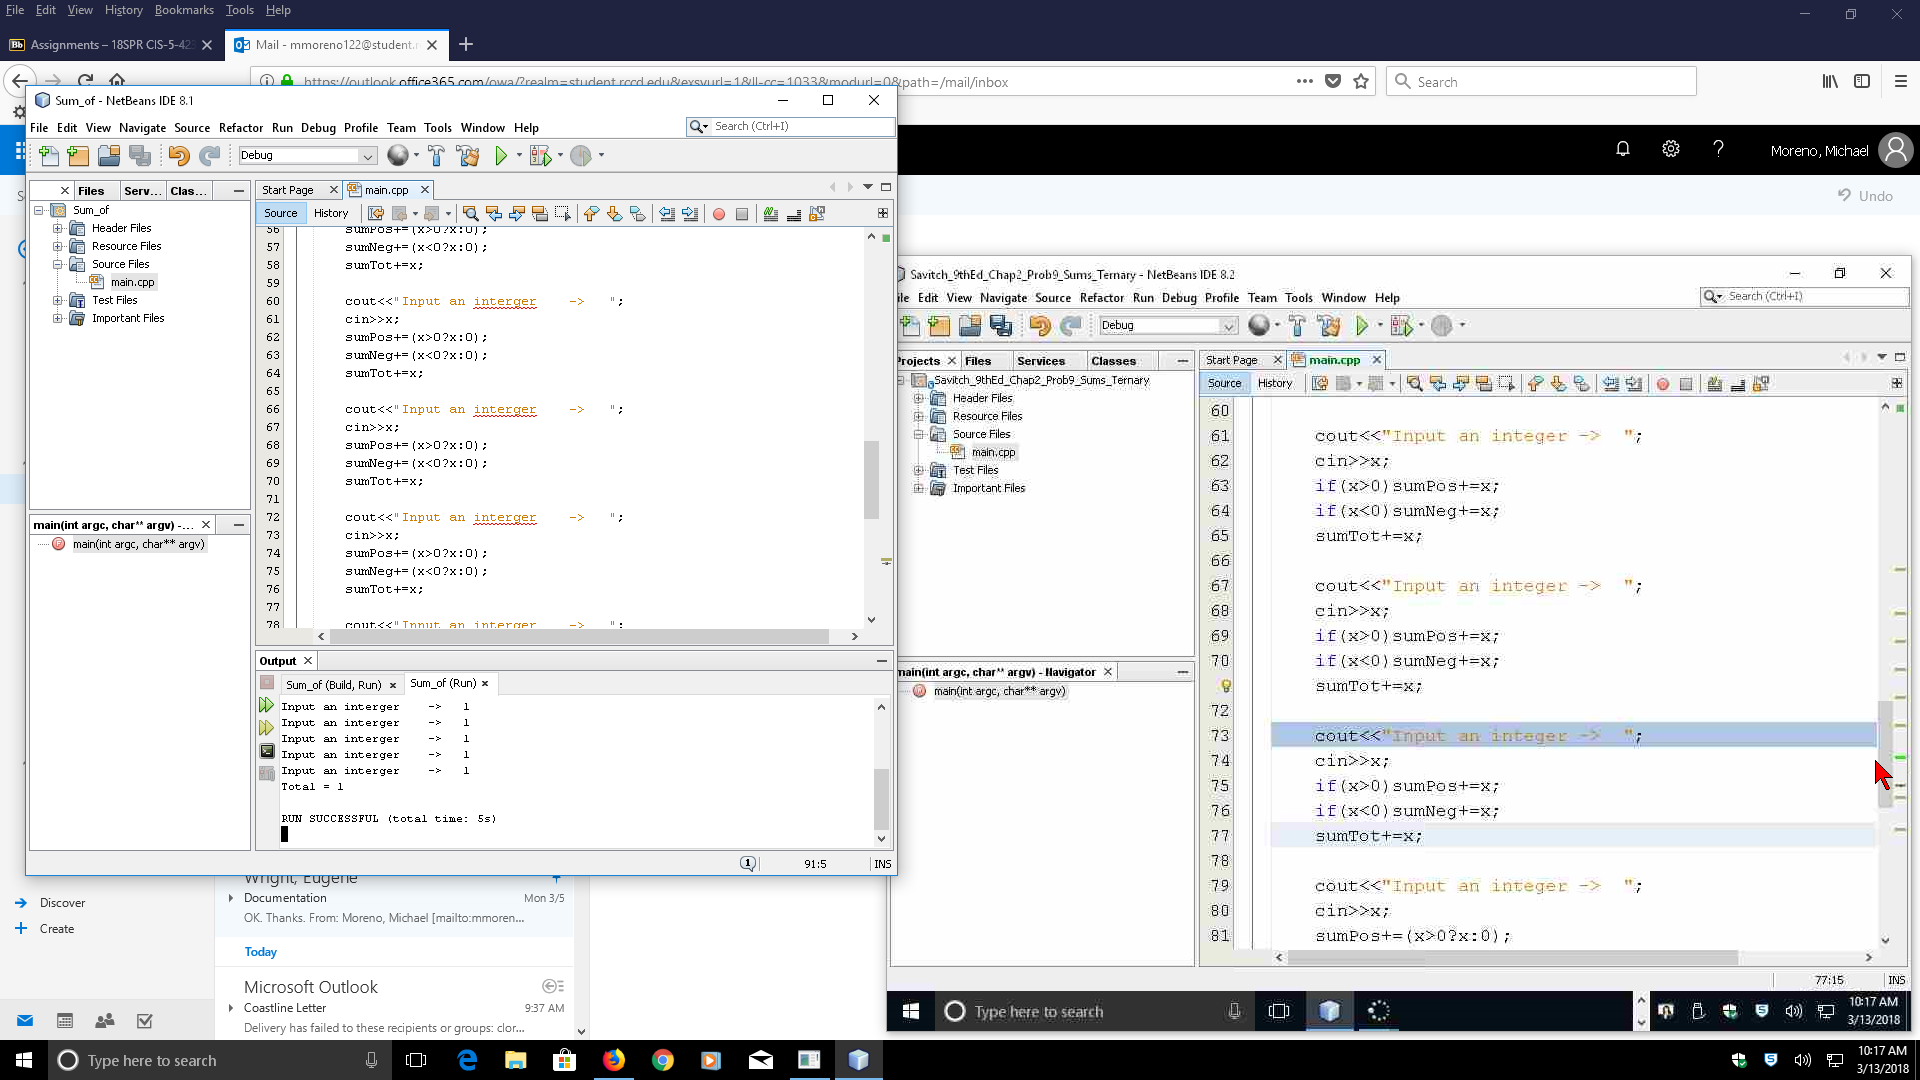 File Edit View History Bookmarks Tools Help
Assignments – 18SPR CIS-5-42
Mail - mmoreno122@student.r
https://outlook.office365.com/owa/?realm=student.rccd.edu&exsvurl=1&ll-cc=1033&modurl=0&path=/mail/inbox
Search
Moreno, Michael
Undo
Sum_of - NetBeans IDE 8.1
File Edit View Navigate Source Refactor Run Debug Profile Team Tools Window Help
Search (Ctrl+I)
Debug
Files Serv... Clas...
Sum_of
Header Files
Resource Files
Source Files
main.cpp
Test Files
Important Files
main(int argc, char** argv) -...
main(int argc, char** argv)
Start Page main.cpp
Source History
56 sumPos+=(x>0?x:0);
57 sumNeg+=(x<0?x:0);
58 sumTot+=x;
59
60 cout<<"Input an interger    ->   ";
61 cin>>x;
62 sumPos+=(x>0?x:0);
63 sumNeg+=(x<0?x:0);
64 sumTot+=x;
65
66 cout<<"Input an interger    ->   ";
67 cin>>x;
68 sumPos+=(x>0?x:0);
69 sumNeg+=(x<0?x:0);
70 sumTot+=x;
71
72 cout<<"Input an interger    ->   ";
73 cin>>x;
74 sumPos+=(x>0?x:0);
75 sumNeg+=(x<0?x:0);
76 sumTot+=x;
77
78 cout<<"Input an interger    ->   ";
Output
Sum_of (Build, Run) Sum_of (Run)
Input an interger    ->   1
Input an interger    ->   1
Input an interger    ->   1
Input an interger    ->   1
Input an interger    ->   1
Total = 1
RUN SUCCESSFUL (total time: 5s)
1 91:5 INS
Savitch_9thEd_Chap2_Prob9_Sums_Ternary - NetBeans IDE 8.2
ile Edit View Navigate Source Refactor Run Debug Profile Team Tools Window Help
Search (Ctrl+I)
Debug
Projects Files Services Classes
Savitch_9thEd_Chap2_Prob9_Sums_Ternary
Header Files
Resource Files
Source Files
main.cpp
Test Files
Important Files
main(int argc, char** argv) - Navigator
main(int argc, char** argv)
Start Page main.cpp
Source History
60
61 cout<<"Input an integer ->  ";
62 cin>>x;
63 if(x>0)sumPos+=x;
64 if(x<0)sumNeg+=x;
65 sumTot+=x;
66
67 cout<<"Input an integer ->  ";
68 cin>>x;
69 if(x>0)sumPos+=x;
70 if(x<0)sumNeg+=x;
sumTot+=x;
72
73 cout<<"Input an integer ->  ";
74 cin>>x;
75 if(x>0)sumPos+=x;
76 if(x<0)sumNeg+=x;
77 sumTot+=x;
78
79 cout<<"Input an integer ->  ";
80 cin>>x;
81 sumPos+=(x>0?x:0);
77:15 INS
Type here to search
10:17 AM
3/13/2018
Discover
Create
Wright, Eugene
Documentation Mon 3/5
OK. Thanks. From: Moreno, Michael [mailto:mmoren...
Today
Microsoft Outlook
Coastline Letter 9:37 AM
Delivery has failed to these recipients or groups: clor...
Type here to search
10:17 AM
3/13/2018